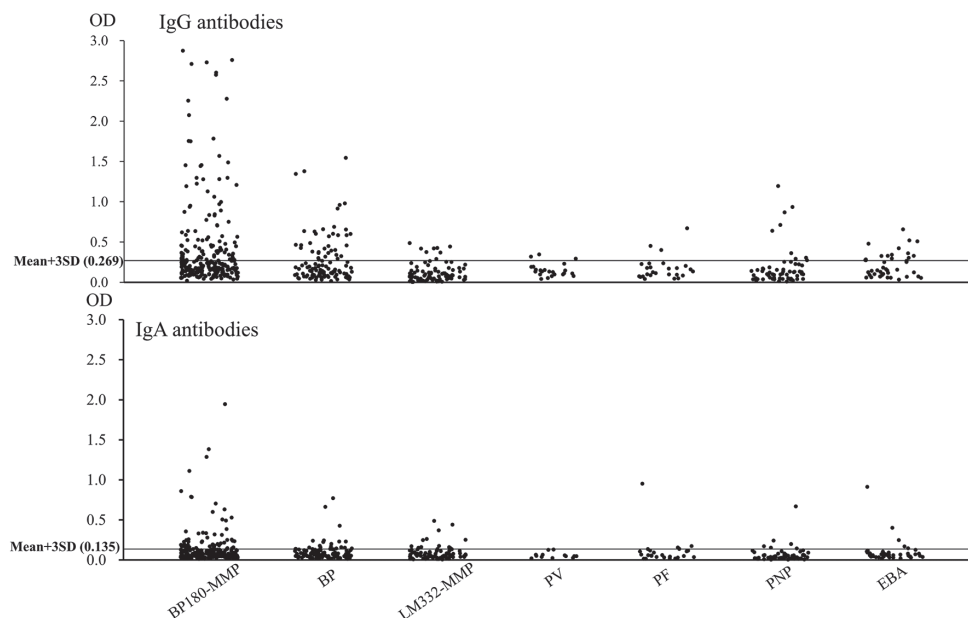 OD
IgG antibodies
3.0
2.5
2.0
1.5
1.0
0.5
Mean+3SD (0.269)
0.0
OD
IgA antibodies
3.0
2.5
2.0
1.5
1.0
0.5
Mean+3SD (0.135)
0.0
BP180-MMP
BP
LM332-MMP
PV
PF
PNP
EBA